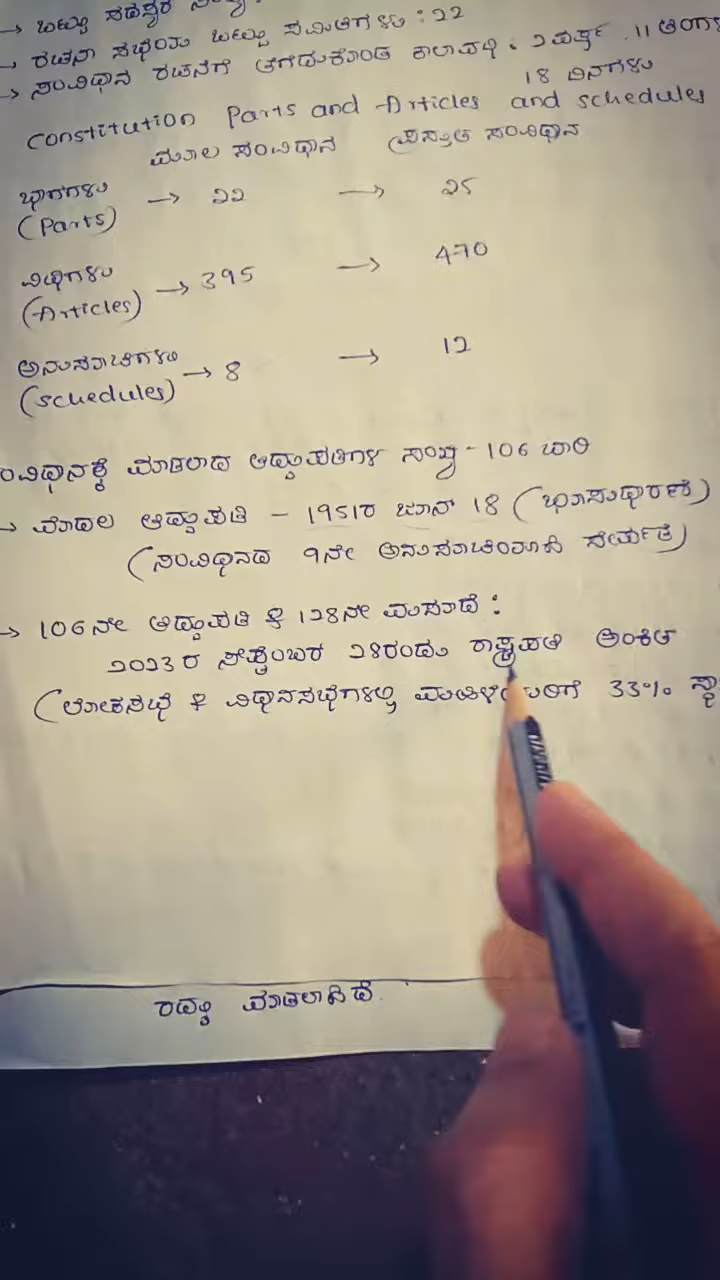 → ಒಟ್ಟು ಸದಸ್ಯರ
→ ರಚನಾ ಸಭೆಯ ಒಟ್ಟು ಸಮಿತಿಗಳು : 22
→ ಸಂವಿಧಾನ ರಚನೆಗೆ ತೆಗೆದುಕೊಂಡ ಕಾಲಾವಧಿ : 2 ವರ್ಷ 11 ತಿಂಗಳ
18 ದಿನಗಳು
Constitution Parts and Articles and schedules
ಮೂಲ ಸಂವಿಧಾನ ಪ್ರಸ್ತುತ ಸಂವಿಧಾನ
ಭಾಗಗಳು → 22 → 25
(Parts)
ವಿಧಿಗಳು → 395 → 470
(Articles)
ಅನುಸೂಚಿಗಳು → 8 → 12
(schedules)
ಸಂವಿಧಾನಕ್ಕೆ ಮಾಡಲಾದ ತಿದ್ದುಪಡಿಗಳ ಸಂಖ್ಯೆ - 106 ಬಾರಿ
→ ಮೊದಲ ತಿದ್ದುಪಡಿ - 1951ರ ಜೂನ್ 18 (ಭೂಸುಧಾರಣೆ)
(ಸಂವಿಧಾನದ 9ನೇ ಅನುಸೂಚಿಯಾಗಿ ಸೇರ್ಪಡೆ)
→ 106ನೇ ತಿದ್ದುಪಡಿ & 128ನೇ ಮಸೂದೆ :
2023 ರ ಸೆಪ್ಟೆಂಬರ್ 28ರಂದು ರಾಷ್ಟ್ರಪತಿ ಅಂಕಿತ
(ಲೋಕಸಭೆ & ವಿಧಾನಸಭೆಗಳಲ್ಲಿ ಮಹಿಳೆಯರಿಗೆ 33%
ರದ್ದು ಮಾಡಲಾಗಿದೆ.